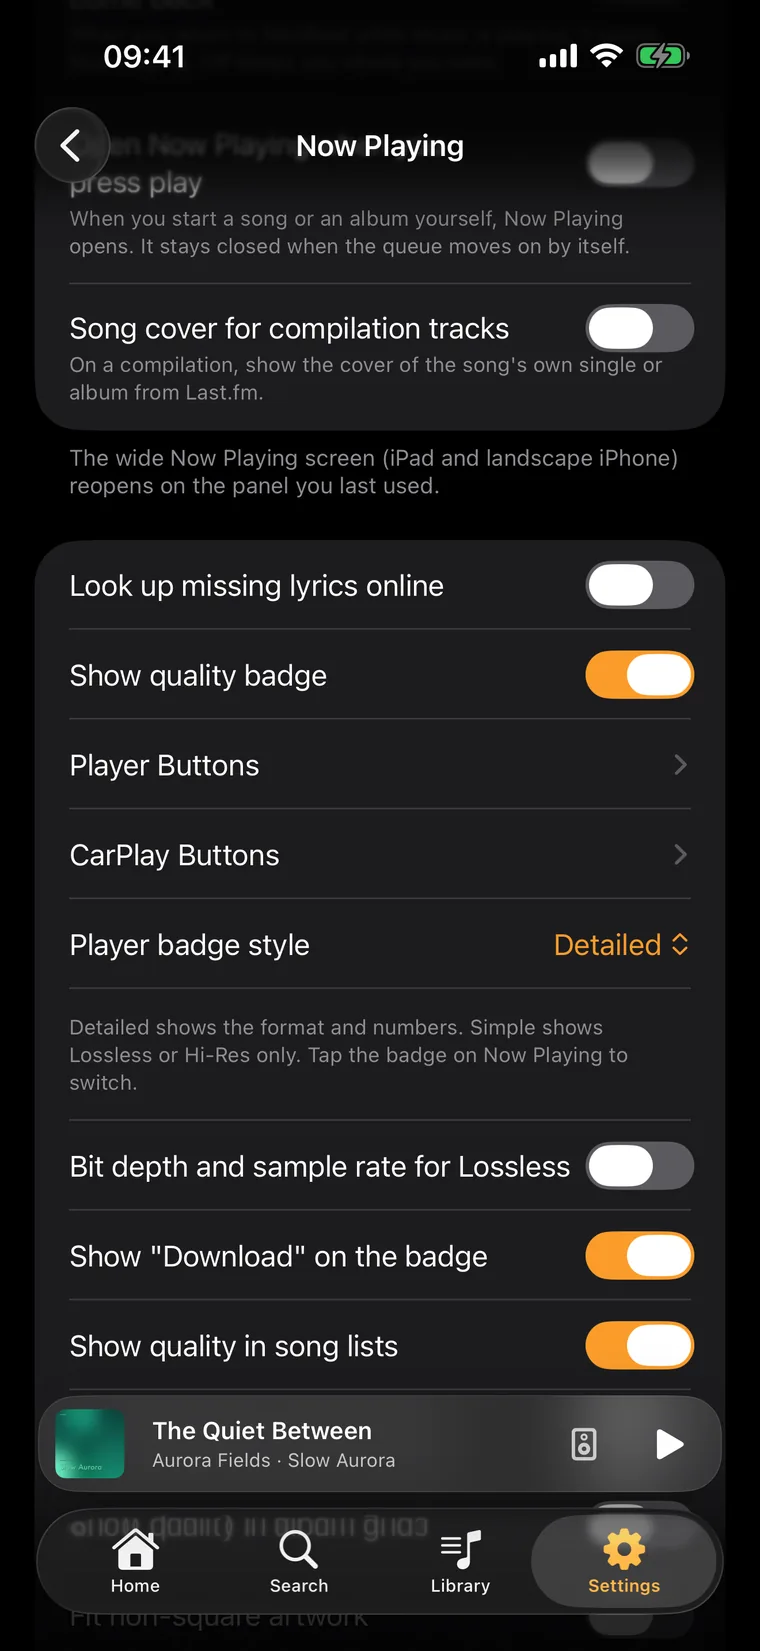 09:41
Now Playing
press play
When you start a song or an album yourself, Now Playing
opens. It stays closed when the queue moves on by itself.
Song cover for compilation tracks
On a compilation, show the cover of the song's own single or
album from Last.fm.
The wide Now Playing screen (iPad and landscape iPhone)
reopens on the panel you last used.
Look up missing lyrics online
Show quality badge
Player Buttons
CarPlay Buttons
Player badge style
Detailed
Detailed shows the format and numbers. Simple shows
Lossless or Hi-Res only. Tap the badge on Now Playing to
switch.
Bit depth and sample rate for Lossless
Show "Download" on the badge
Show quality in song lists
The Quiet Between
Aurora Fields · Slow Aurora
Home
Search
Library
Settings
Fit non-square artwork